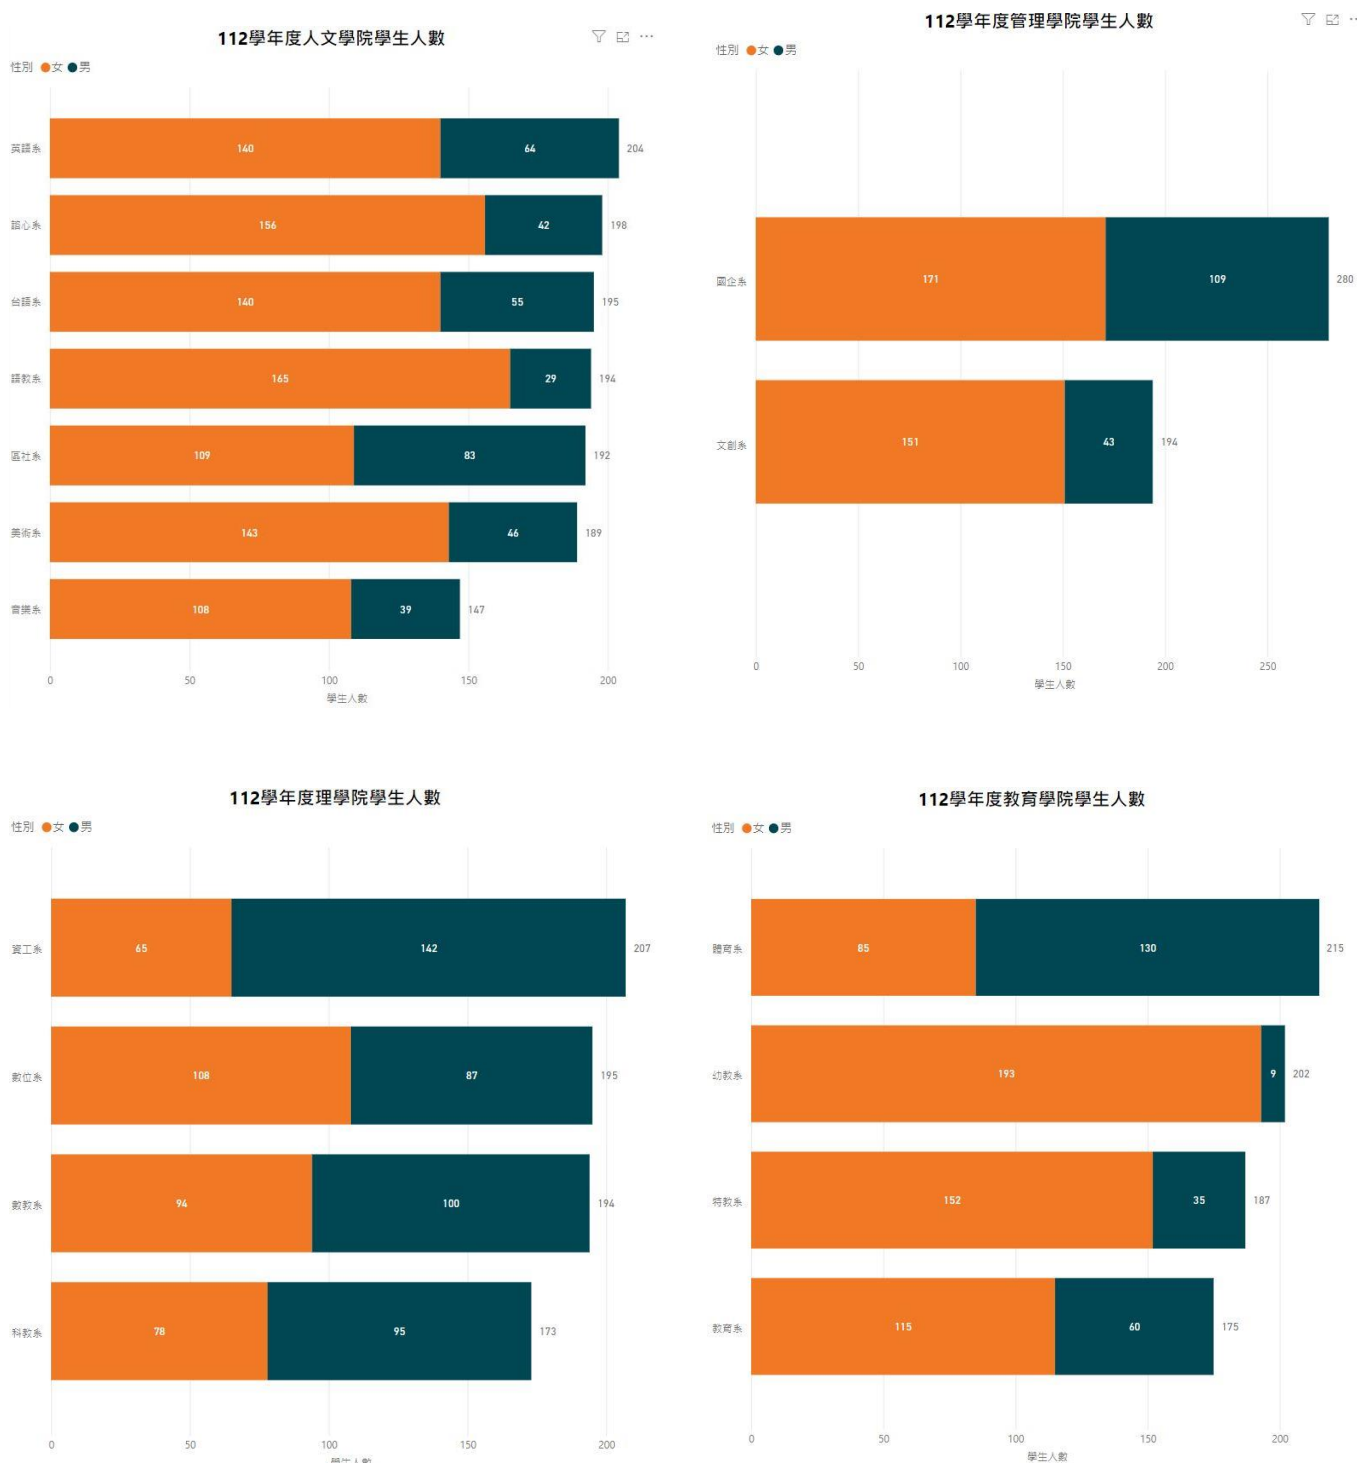 112學年度人文學院學生人數
性別 女 男
英語系 140 64 204
諮心系 156 42 198
台語系 140 55 195
語教系 165 29 194
區社系 109 83 192
美術系 143 46 189
音樂系 108 39 147
0 50 100 150 200
學生人數
112學年度管理學院學生人數
性別 女 男
國企系 171 109 280
文創系 151 43 194
0 50 100 150 200 250
學生人數
112學年度理學院學生人數
性別 女 男
資工系 65 142 207
數位系 108 87 195
數教系 94 100 194
科教系 78 95 173
0 50 100 150 200
學生人數
112學年度教育學院學生人數
性別 女 男
體育系 85 130 215
幼教系 193 9 202
特教系 152 35 187
教育系 115 60 175
0 50 100 150 200
學生人數